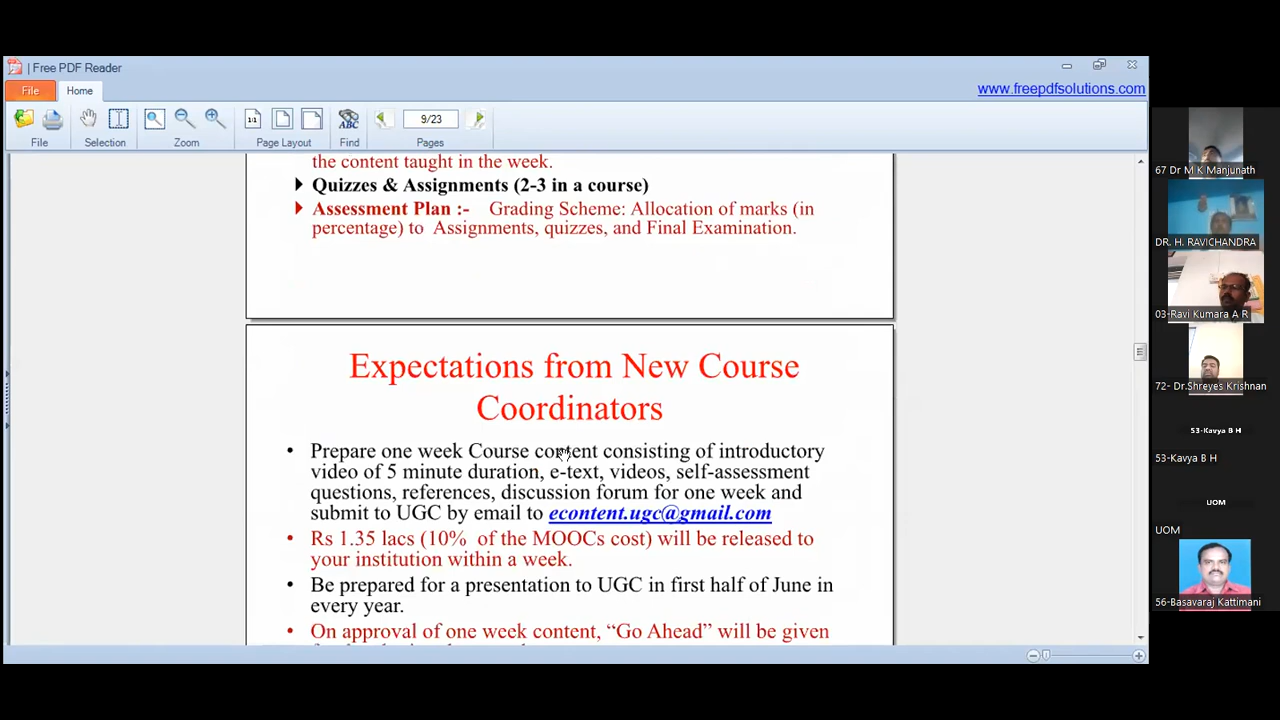 | Free PDF Reader
File
Home
www.freepdfsolutions.com
1:1
ABC
9/23
File
Selection
Zoom
Page Layout
Find
Pages
the content taught in the week.
Quizzes & Assignments (2-3 in a course)
Assessment Plan :- Grading Scheme: Allocation of marks (in
percentage) to Assignments, quizzes, and Final Examination.
Expectations from New Course
Coordinators
• Prepare one week Course content consisting of introductory
video of 5 minute duration, e-text, videos, self-assessment
questions, references, discussion forum for one week and
submit to UGC by email to econtent.ugc@gmail.com
• Rs 1.35 lacs (10% of the MOOCs cost) will be released to
your institution within a week.
• Be prepared for a presentation to UGC in first half of June in
every year.
• On approval of one week content, “Go Ahead” will be given
67 Dr M K Manjunath
DR. H. RAVICHANDRA
03-Ravi Kumara A R
72- Dr.Shreyes Krishnan
53-Kavya B H
53-Kavya B H
UOM
UOM
56-Basavaraj Kattimani